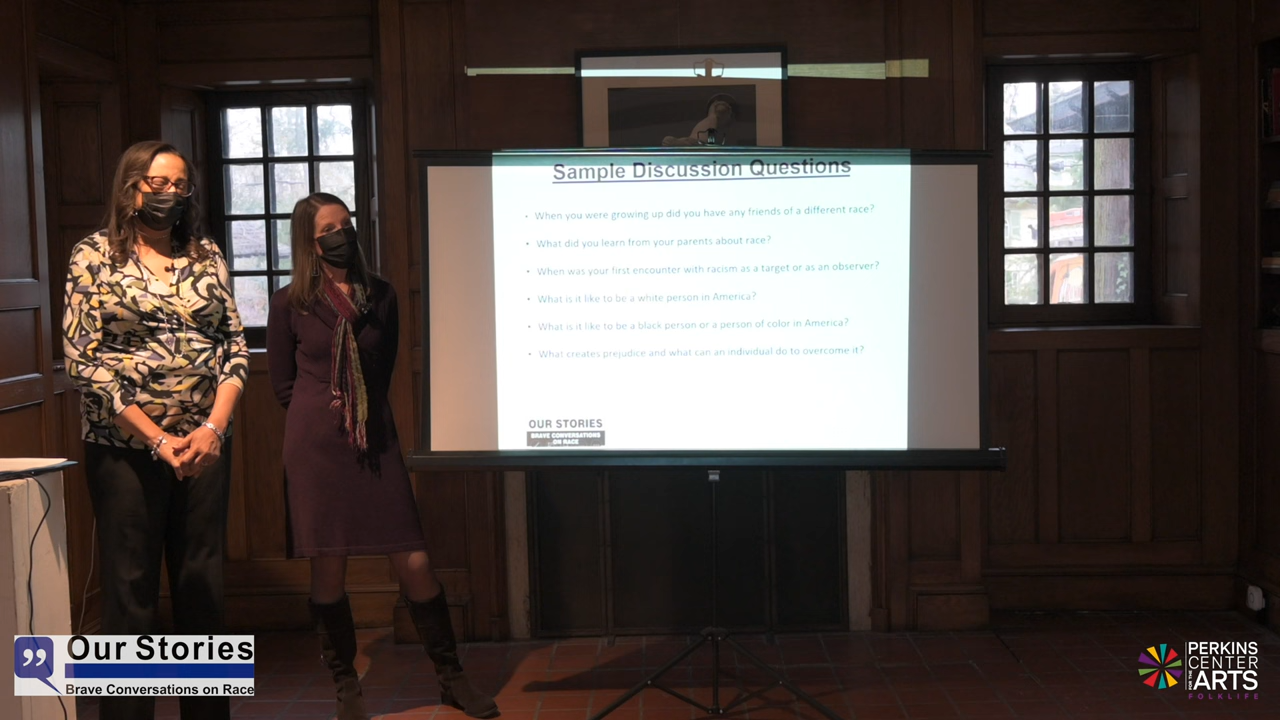 Sample Discussion Questions
• When you were growing up did you have any friends of a different race?
• What did you learn from your parents about race?
• When was your first encounter with racism as a target or as an observer?
• What is it like to be a white person in America?
• What is it like to be a black person or a person of color in America?
• What creates prejudice and what can an individual do to overcome it?
OUR STORIES
BRAVE CONVERSATIONS
ON RACE
Our Stories
Brave Conversations on Race
PERKINS
CENTER
FOR THE
ARTS
FOLKLIFE